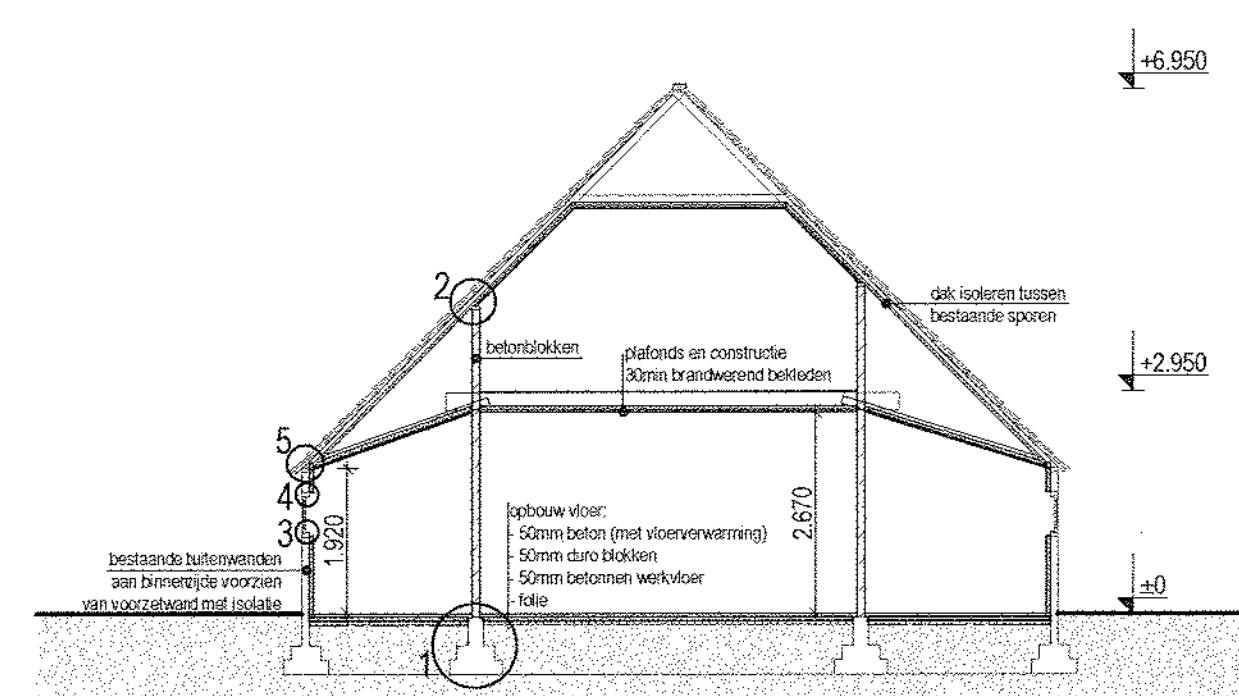 +6.950
2
dak isoleren tussen
bestaande sporen
betonblokken
plafonds en constructie
30min brandwerend bekleden
+2.950
5
4
3
1.920
opbouw vloer:
- 50mm beton (met vloerverwarming)
- 50mm duro blokken
- 50mm betonnen werkvloer
- folie
2.670
bestaande buitenwanden
aan binnenzijde voorzien
van voorzetwand met isolatie
±0
1